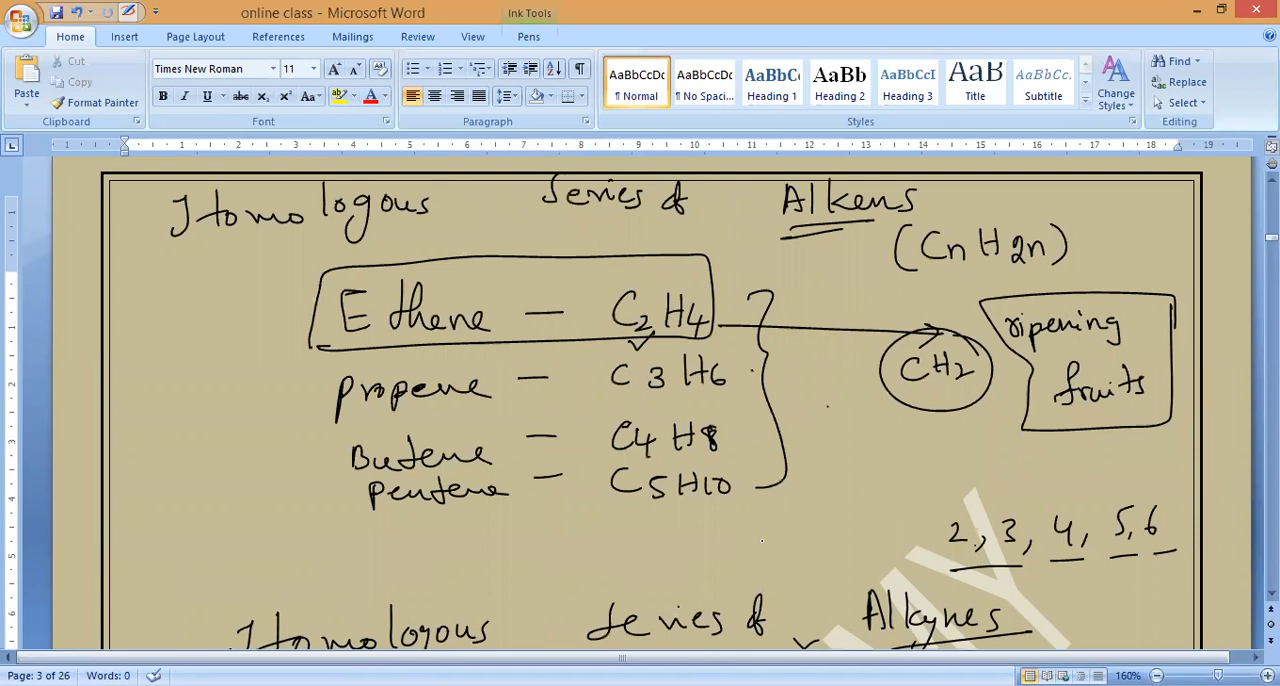 online class - Microsoft Word
Ink Tools
Home Insert Page Layout References Mailings Review View Pens
Paste
Cut
Copy
Format Painter
Clipboard
Times New Roman 11
Font
Paragraph
AaBbCcDc AaBbCcDc AaBbC AaBb AaBbCcI AaB AaBbCc.
¶ Normal ¶ No Spaci... Heading 1 Heading 2 Heading 3 Title Subtitle
Change Styles
Styles
Find
Replace
Select
Editing
Homologous Series of Alkens
(CnH2n)
Ethene — C2H4
CH2
ripening
fruits
propene — C3H6
Butene — C4H8
pentene — C5H10
2, 3, 4, 5, 6
Homologous series of Alkynes
MY
Page: 3 of 26 Words: 0 160%